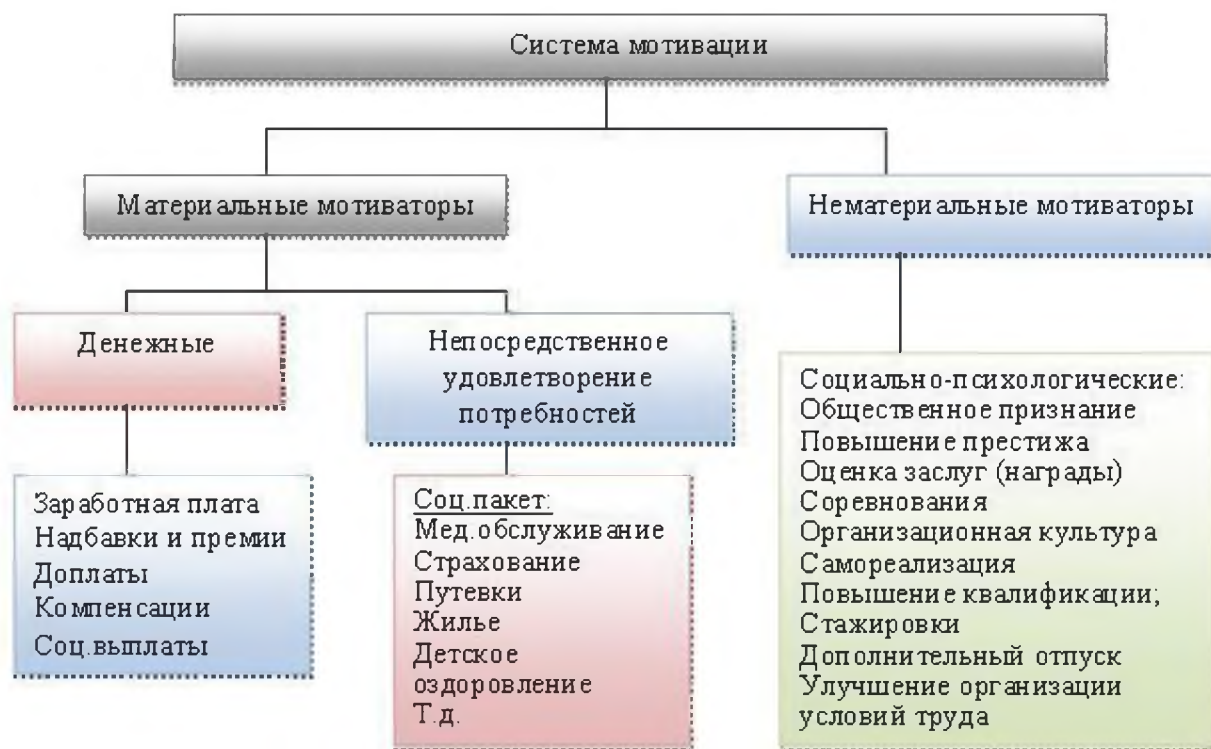 Система мотивации
Материальные мотиваторы
Нематериальные мотиваторы
Денежные
Непосредственное
удовлетворение
потребностей
Заработная плата
Надбавки и премии
Доплаты
Компенсации
Соц.выплаты
Соц.пакет:
Мед.обслуживание
Страхование
Путевки
Жилье
Детское
оздоровление
Т.д.
Социально-психологические:
Общественное признание
Повышение престижа
Оценка заслуг (награды)
Соревнования
Организационная культура
Самореализация
Повышение квалификации;
Стажировки
Дополнительный отпуск
Улучшение организации
условий труда